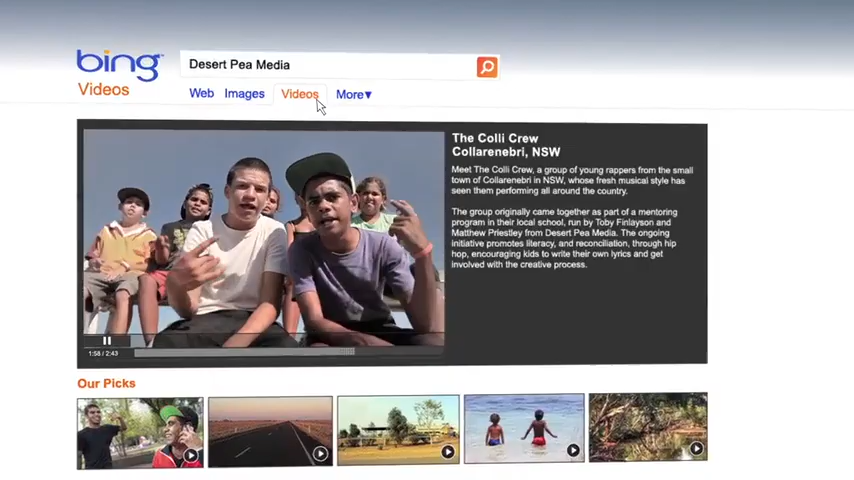 bing™
Desert Pea Media
Videos
Web Images Videos More▾
The Colli Crew
Collarenebri, NSW
Meet The Colli Crew, a group of young rappers from the small
town of Collarenebri in NSW, whose fresh musical style has
seen them performing all around the country.
The group originally came together as part of a mentoring
program in their local school, run by Toby Finlayson and
Matthew Priestley from Desert Pea Media. The ongoing
initiative promotes literacy, and reconciliation, through hip
hop, encouraging kids to write their own lyrics and get
involved with the creative process.
1:58 / 2:43
Our Picks